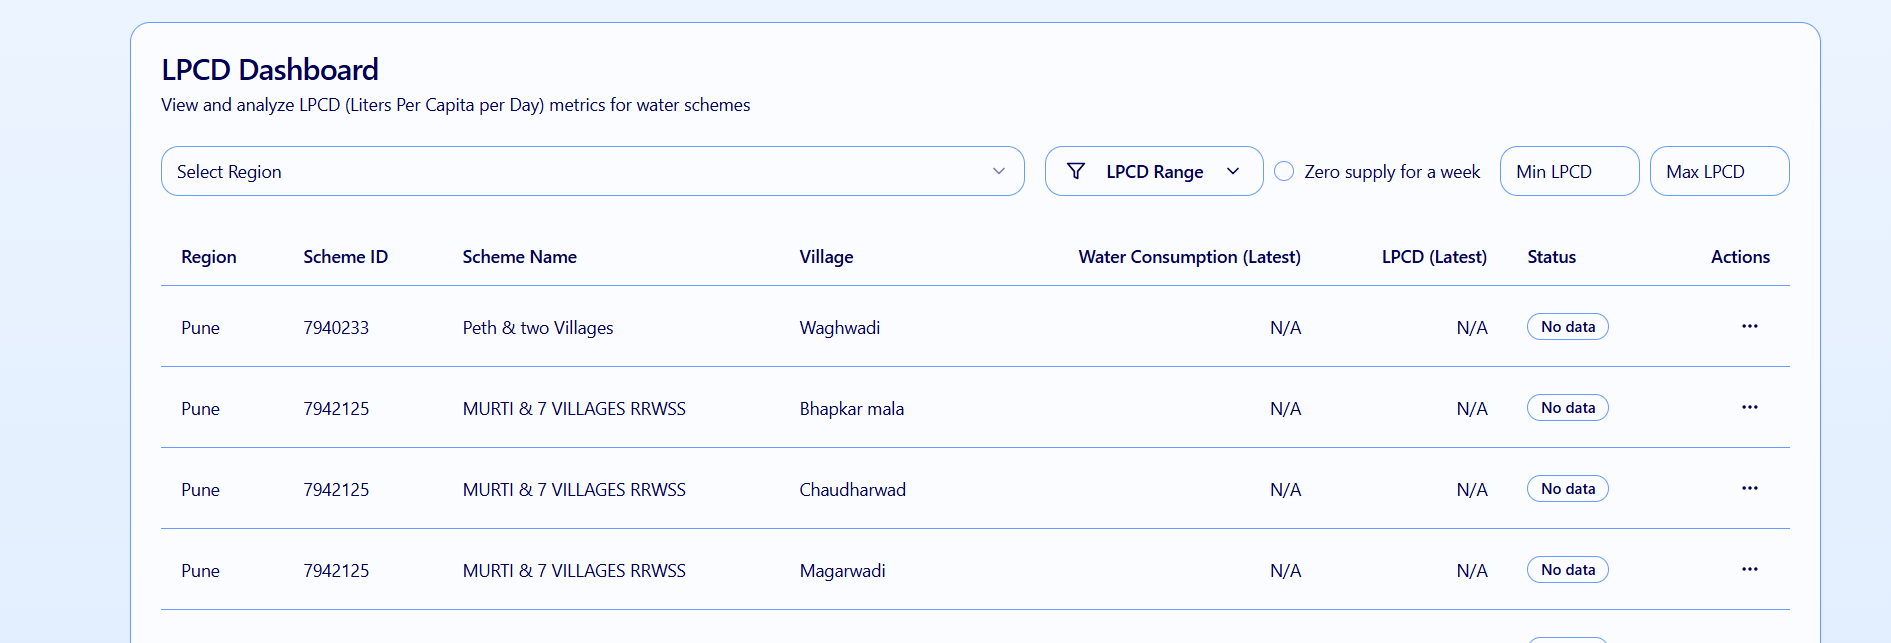 LPCD Dashboard
View and analyze LPCD (Liters Per Capita per Day) metrics for water schemes
Select Region LPCD Range Zero supply for a week Min LPCD Max LPCD
Region Scheme ID Scheme Name Village Water Consumption (Latest) LPCD (Latest) Status Actions
Pune 7940233 Peth & two Villages Waghwadi N/A N/A No data ···
Pune 7942125 MURTI & 7 VILLAGES RRWSS Bhapkar mala N/A N/A No data ···
Pune 7942125 MURTI & 7 VILLAGES RRWSS Chaudharwad N/A N/A No data ···
Pune 7942125 MURTI & 7 VILLAGES RRWSS Magarwadi N/A N/A No data ···